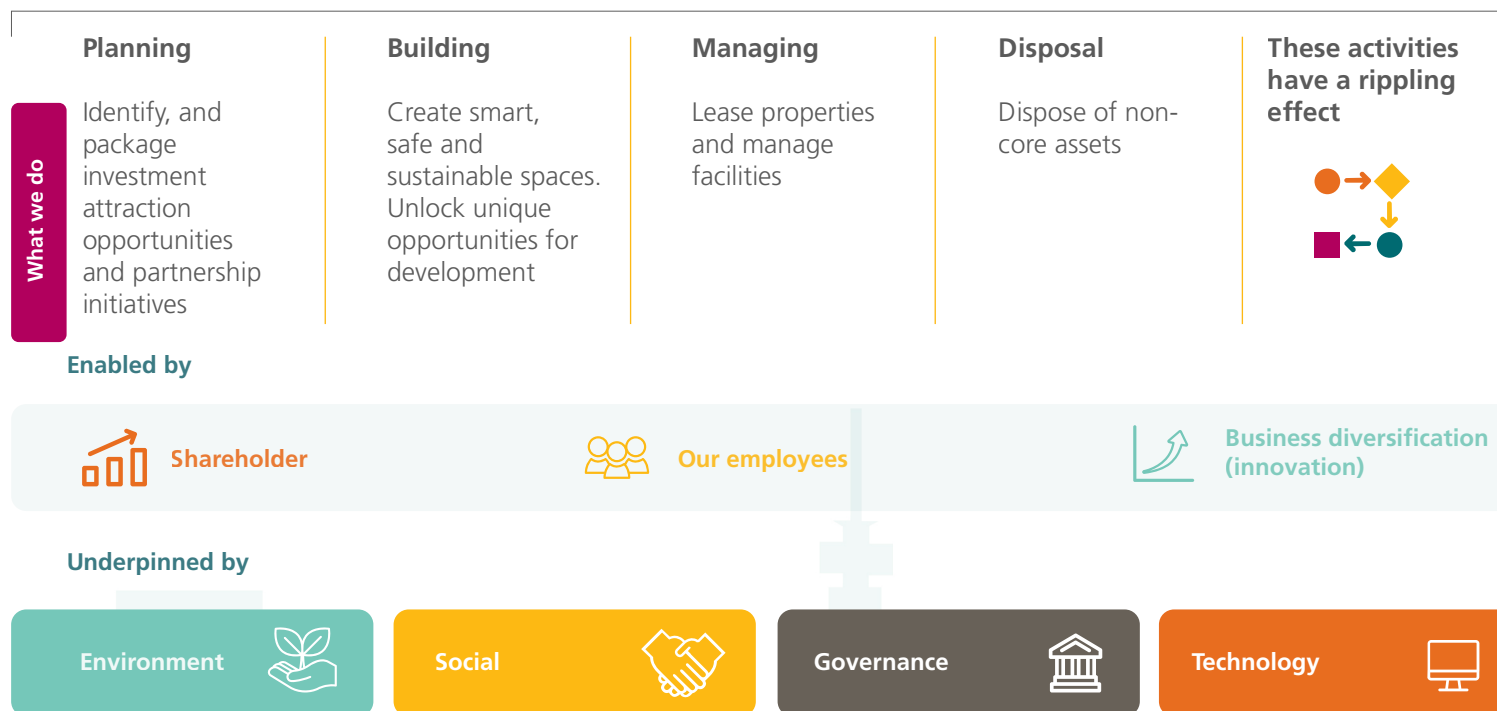 What we do
Planning
Identify, and
package
investment
attraction
opportunities
and partnership
initiatives
Building
Create smart,
safe and
sustainable spaces.
Unlock unique
opportunities for
development
Managing
Lease properties
and manage
facilities
Disposal
Dispose of non-
core assets
These activities
have a rippling
effect
Enabled by
Shareholder
Our employees
Business diversification
(innovation)
Underpinned by
Environment
Social
Governance
Technology